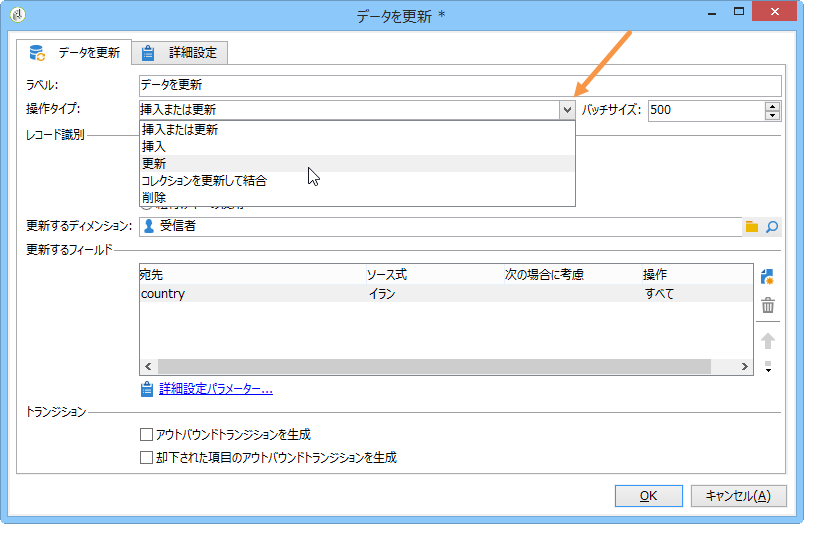 データを更新 *
データを更新
詳細設定
ラベル:
データを更新
操作タイプ:
挿入または更新
バッチサイズ:
500
挿入または更新
挿入
更新
コレクションを更新して結合
削除
レコード識別
更新するディメンション:
受信者
更新するフィールド
宛先 ソース式 次の場合に考慮 操作
country イラン すべて
詳細設定パラメーター...
トランジション
アウトバウンドトランジションを生成
却下された項目のアウトバウンドトランジションを生成
OK
キャンセル(A)